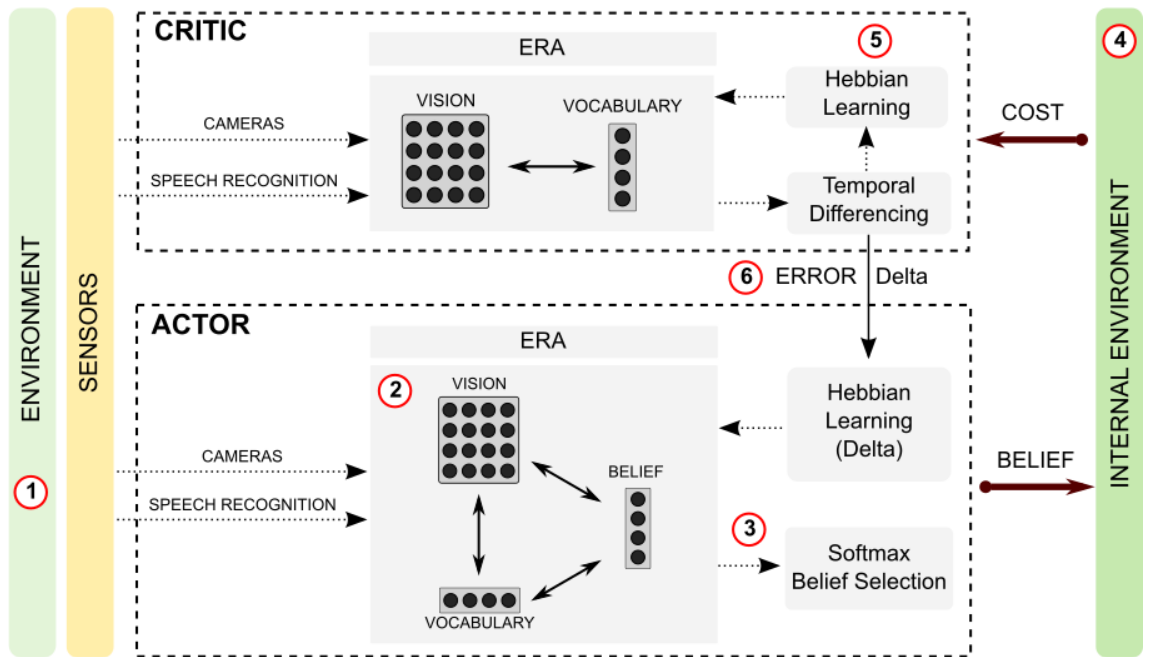 ENVIRONMENT
1
SENSORS
CRITIC
ERA
CAMERAS
SPEECH RECOGNITION
VISION
VOCABULARY
5
Hebbian
Learning
Temporal
Differencing
COST
4
INTERNAL ENVIRONMENT
6
ERROR
Delta
ACTOR
ERA
2
VISION
CAMERAS
SPEECH RECOGNITION
BELIEF
VOCABULARY
Hebbian
Learning
(Delta)
3
Softmax
Belief Selection
BELIEF